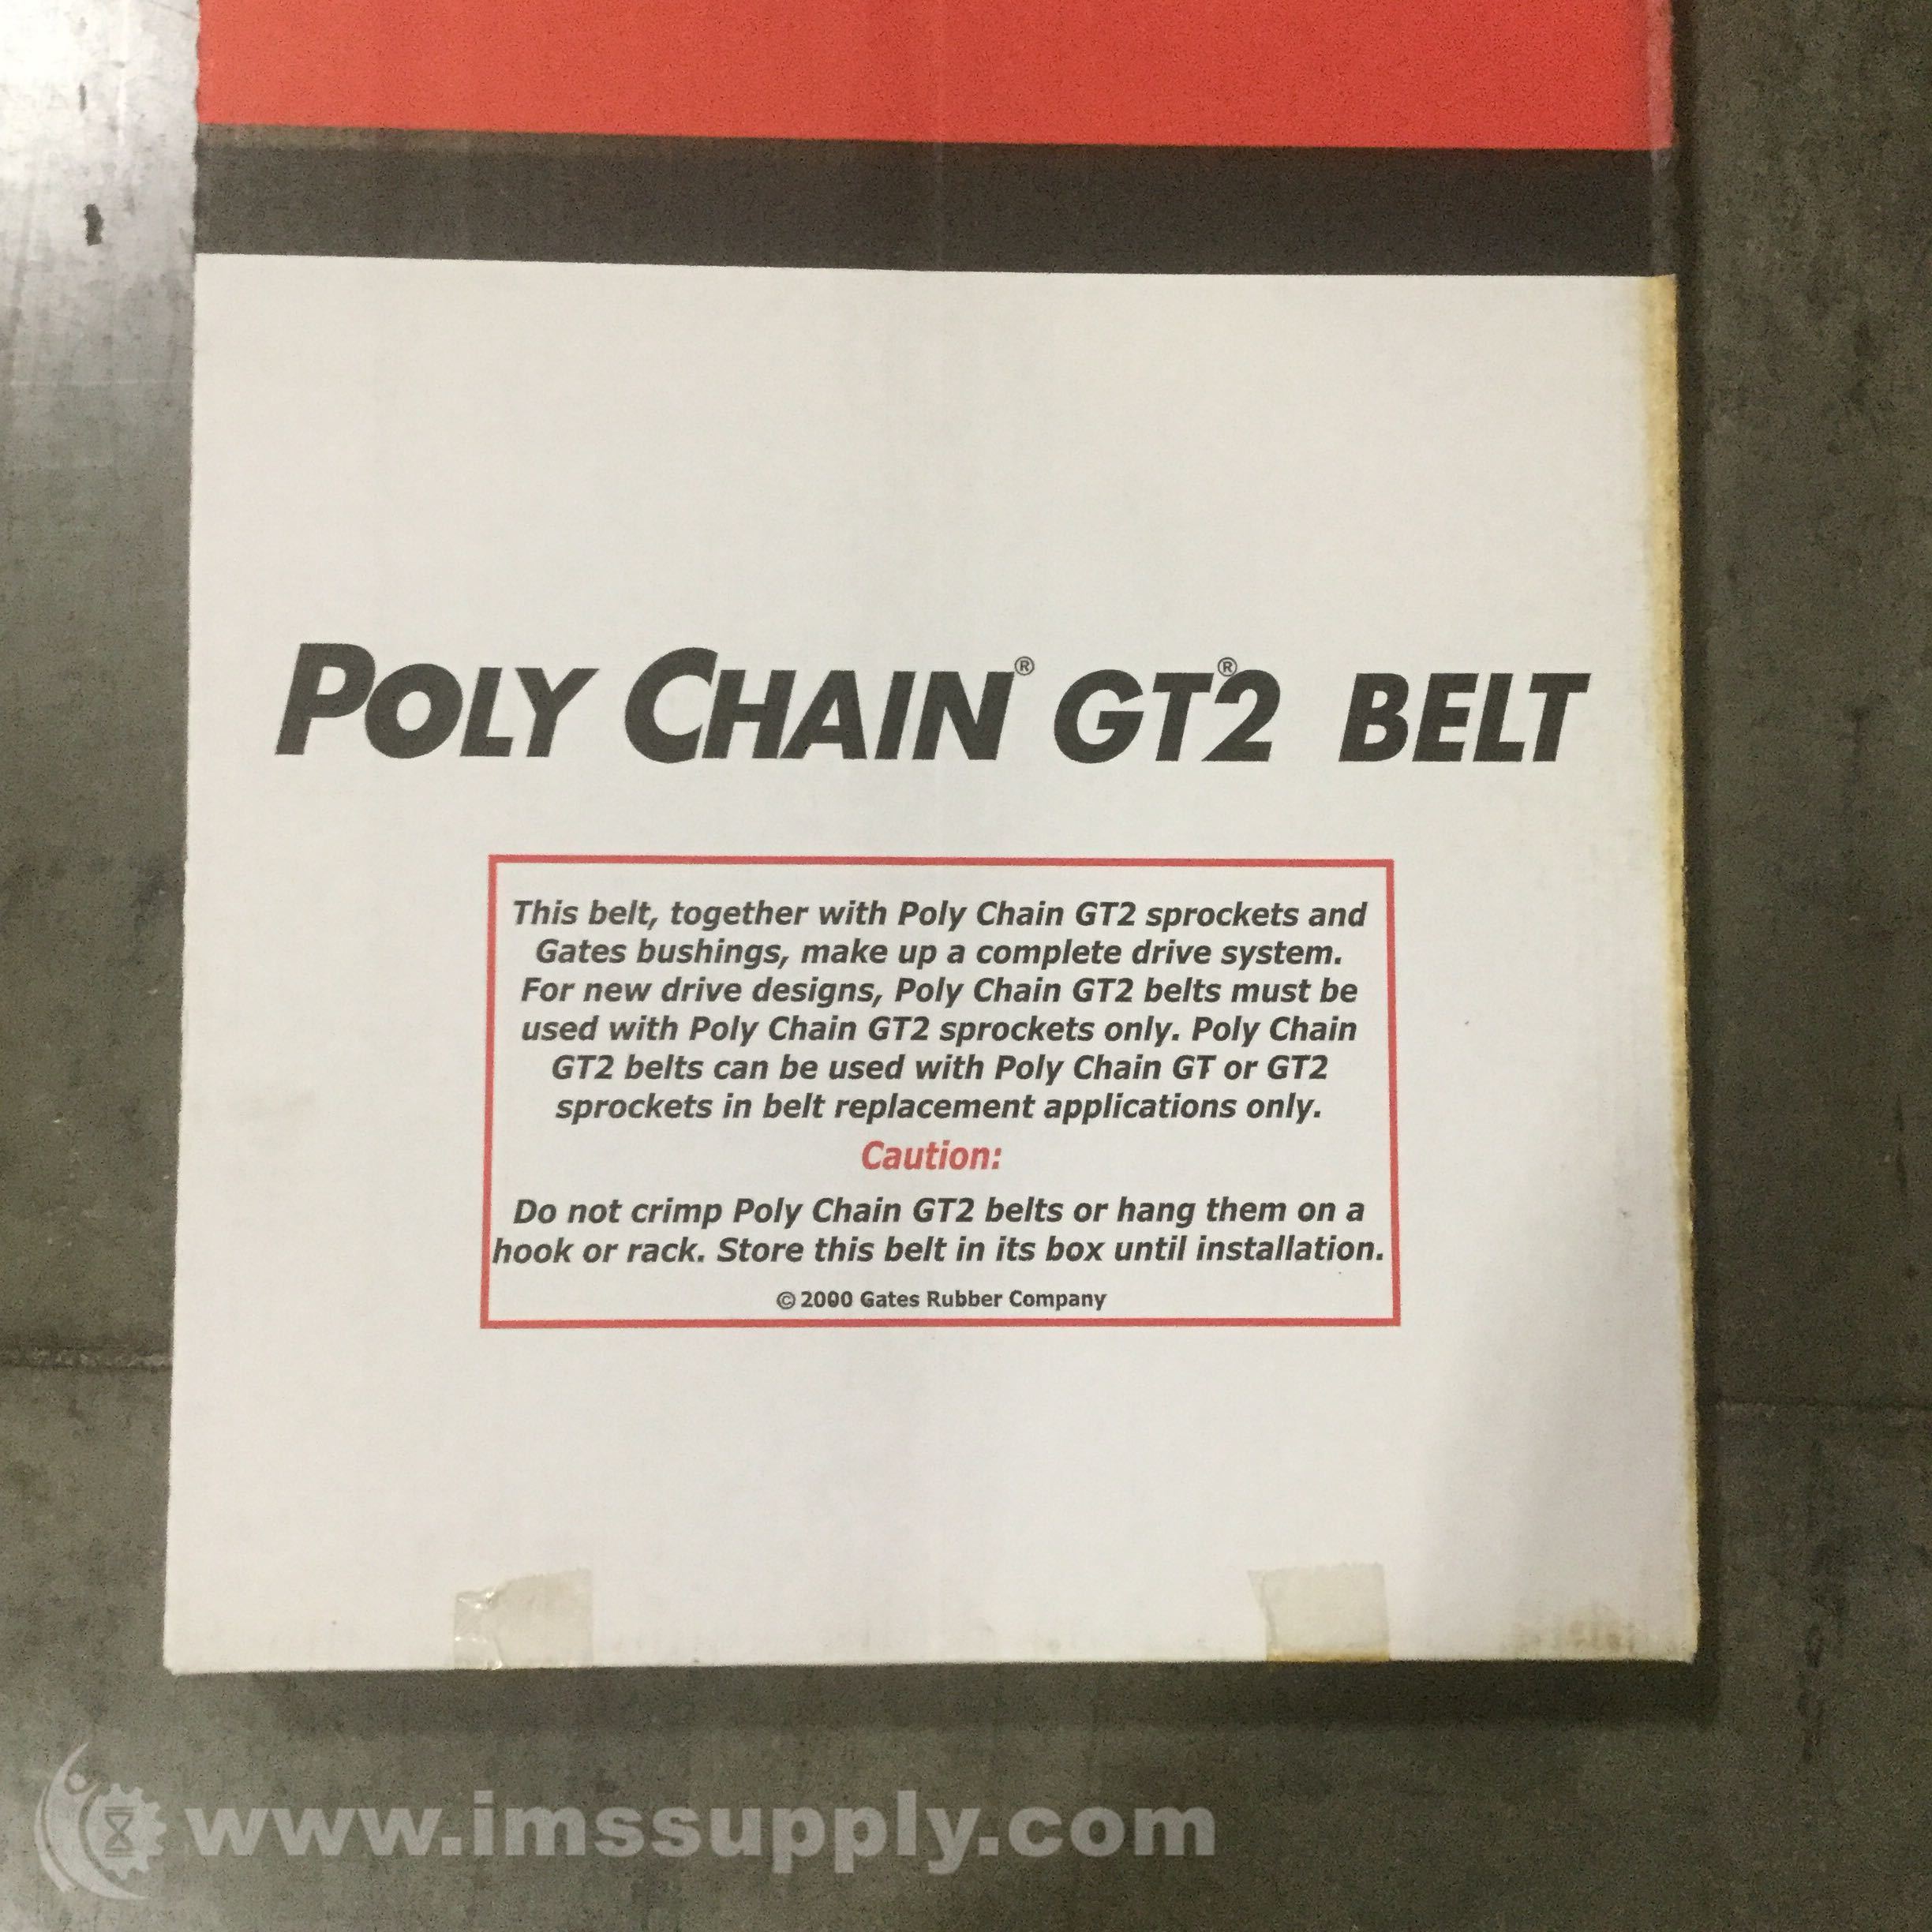 POLY CHAIN® GT®2 BELT
This belt, together with Poly Chain GT2 sprockets and
Gates bushings, make up a complete drive system.
For new drive designs, Poly Chain GT2 belts must be
used with Poly Chain GT2 sprockets only. Poly Chain
GT2 belts can be used with Poly Chain GT or GT2
sprockets in belt replacement applications only.
Caution:
Do not crimp Poly Chain GT2 belts or hang them on a
hook or rack. Store this belt in its box until installation.
© 2000 Gates Rubber Company
www.imssupply.com